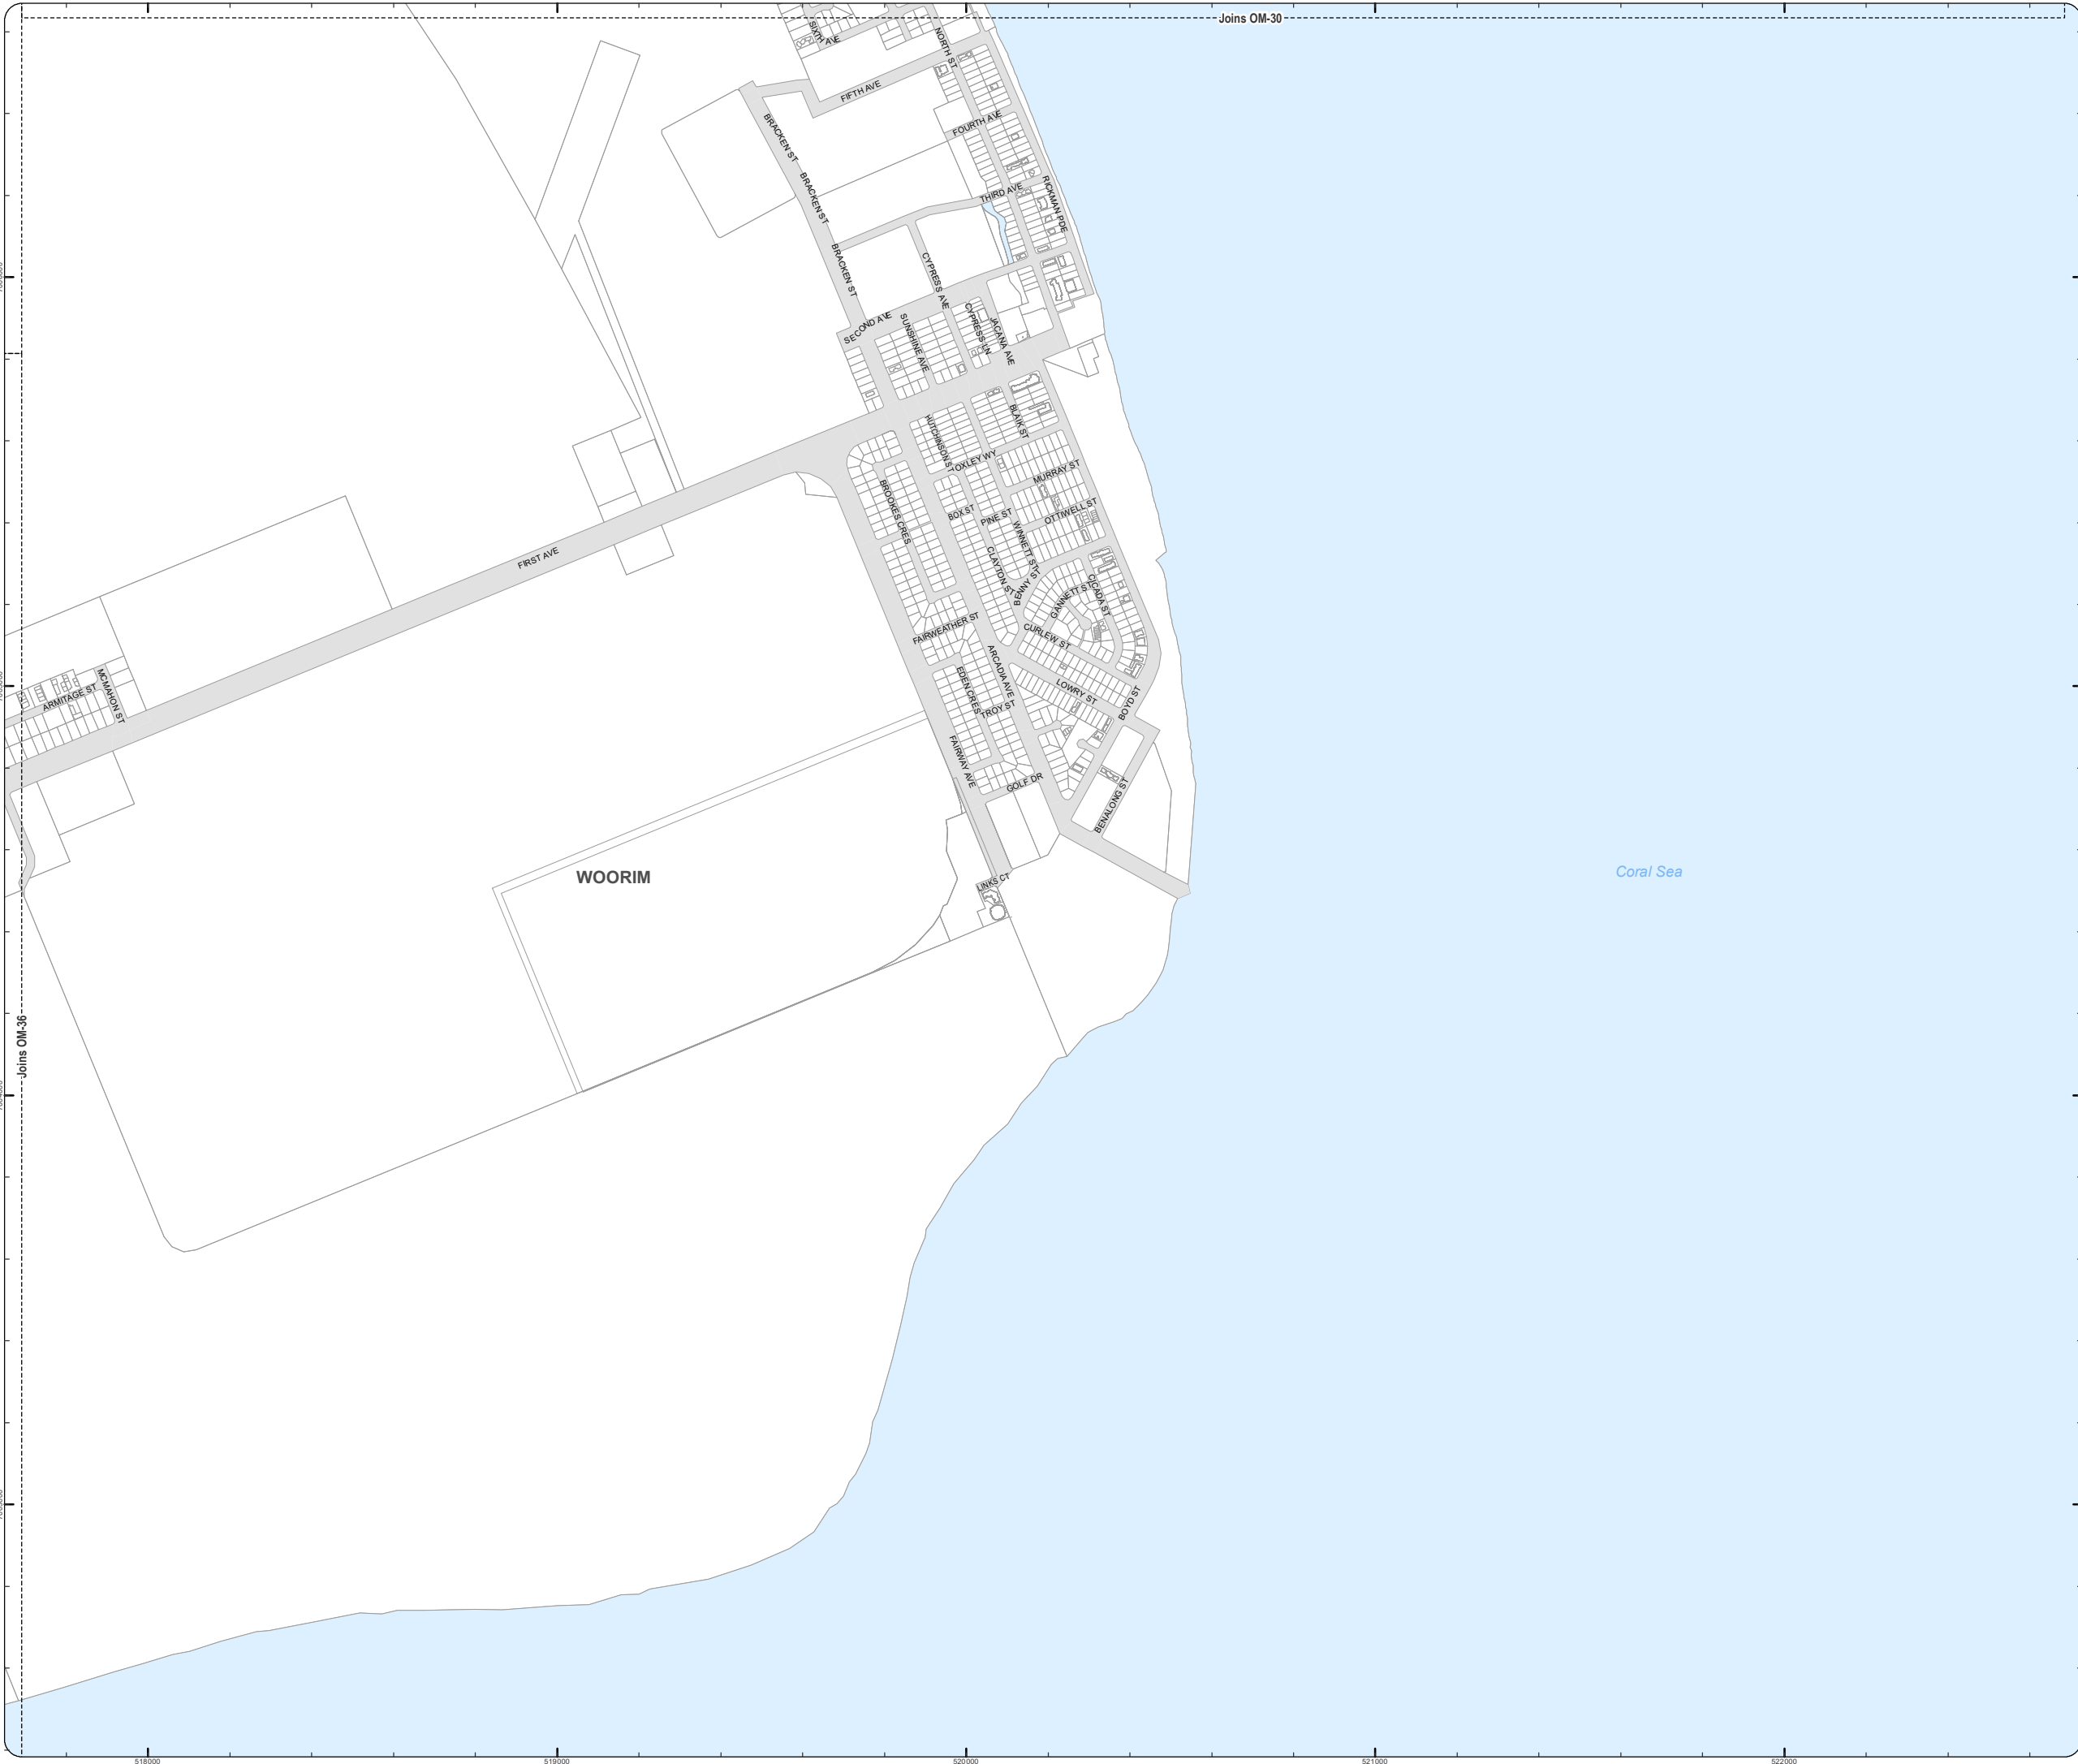 Joins OM-30
SIXTH AVE
NORTH ST
FIFTH AVE
BRACKEN ST
FOURTH AVE
BRACKEN ST
THIRD AVE
RICKMAN PDE
BRACKEN ST
CYPRESS AVE
SECOND AVE
SUNSHINE AVE
CYPRESS LN
JACANA AVE
HUTCHINSON ST
BLAIK ST
OXLEY WY
MURRAY ST
BROOKES CRES
BOX ST
PINE ST
OTTIWELL ST
WINNETT ST
FIRST AVE
CLAYTON ST
BENNY ST
GANNETT ST
CICADA ST
FAIRWEATHER ST
CURLEW ST
ARCADIA AVE
EDEN CRES
LOWRY ST
TROY ST
BOYD ST
MCMAHON ST
ARMITAGE ST
FAIRWAY AVE
GOLF DR
BENALONG ST
LINKS CT
WOORIM
Coral Sea
Joins OM-36
518000
519000
520000
521000
522000